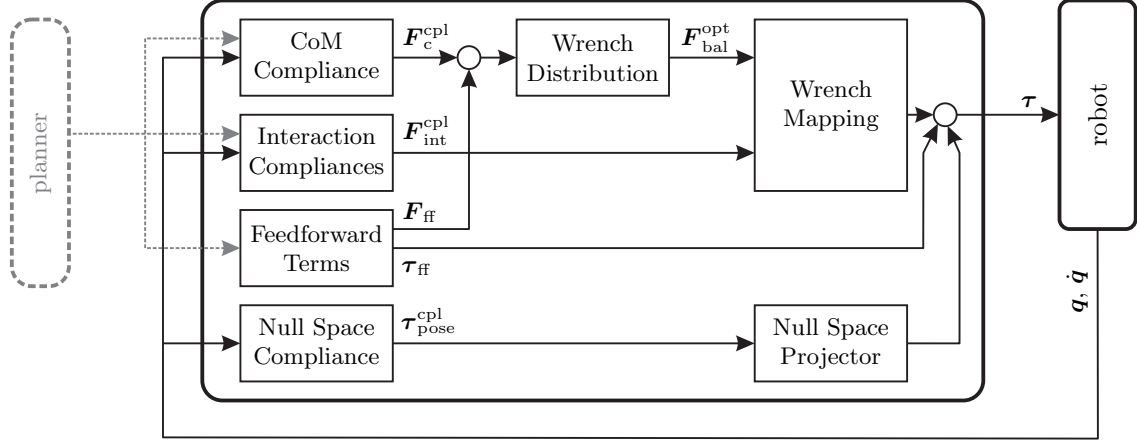 planner
CoM
Compliance
F_c^cpl
Wrench
Distribution
F_bal^opt
Wrench
Mapping
τ
robot
Interaction
Compliances
F_int^cpl
Feedforward
Terms
F_ff
τ_ff
Null Space
Compliance
τ_pose^cpl
Null Space
Projector
q, q̇